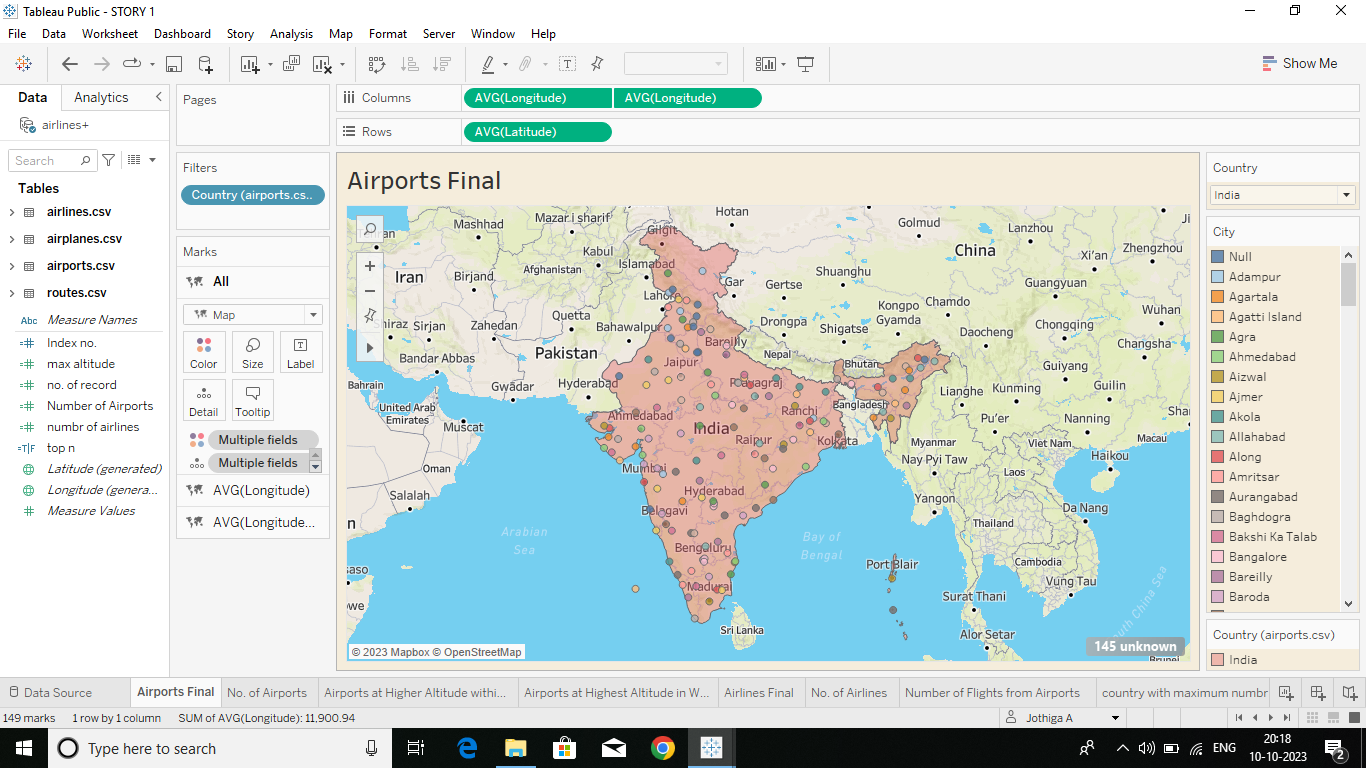 Tableau Public - STORY 1
File Data Worksheet Dashboard Story Analysis Map Format Server Window Help
Show Me
Data Analytics
airlines+
Search
Tables
airlines.csv
airplanes.csv
airports.csv
routes.csv
Abc Measure Names
Index no.
max altitude
no. of record
Number of Airports
numbr of airlines
top n
Latitude (generated)
Longitude (genera...
Measure Values
Pages
Filters
Country (airports.cs..
Marks
All
Map
Color Size Label
Detail Tooltip
Multiple fields
Multiple fields
AVG(Longitude)
AVG(Longitude...
Columns AVG(Longitude) AVG(Longitude)
Rows AVG(Latitude)
Airports Final
Hotan
Mazar i sharif
Mashhad
Golmud
Lanzhou
Zhengzhou
Gilgit
Kabul
China
Xi'an
Afghanistan
Islamabad
Iran
Birjand
Shuanghu
Gar
Gertse
Guangyuan
Lahore
Kongpo
Gyamda
Chamdo
Wuhan
Quetta
Sirjan
Zahedan
Bahawalpur
Drongpa
Shigatse
Daocheng
Chongqing
Changsha
Bareilly
Nepal
Bandar Abbas
Pakistan
Jaipur
Bhutan
Guiyang
Bahrain
Gwādar
Hyderabad
Prayagraj
Lianghe
Kunming
Guilin
United Arab
Emirates
Bangladesh
Ahmedabad
Ranchi
Pu'er
Nanning
Muscat
India
Raipur
Kolkata
Myanmar
Viet Nam
Macau
Oman
Nay Pyi Taw
Haikou
Mumbai
Laos
Salalah
Hyderabad
Yangon
Belagavi
Da Nang
Arabian
Sea
Bay of
Bengal
Thailand
Bengaluru
Cambodia
Port Blair
Vung Tau
Madurai
Surat Thani
South China Sea
Sri Lanka
Alor Setar
Brunei
© 2023 Mapbox © OpenStreetMap
145 unknown
Country
India
City
Null
Adampur
Agartala
Agatti Island
Agra
Ahmedabad
Aizwal
Ajmer
Akola
Allahabad
Along
Amritsar
Aurangabad
Baghdogra
Bakshi Ka Talab
Bangalore
Bareilly
Baroda
Country (airports.csv)
India
Data Source Airports Final No. of Airports Airports at Higher Altitude withi... Airports at Highest Altitude in W... Airlines Final No. of Airlines Number of Flights from Airports country with maximum numbr
149 marks 1 row by 1 column SUM of AVG(Longitude): 11,900.94 Jothiga A
Type here to search
ENG
20:18
10-10-2023
2